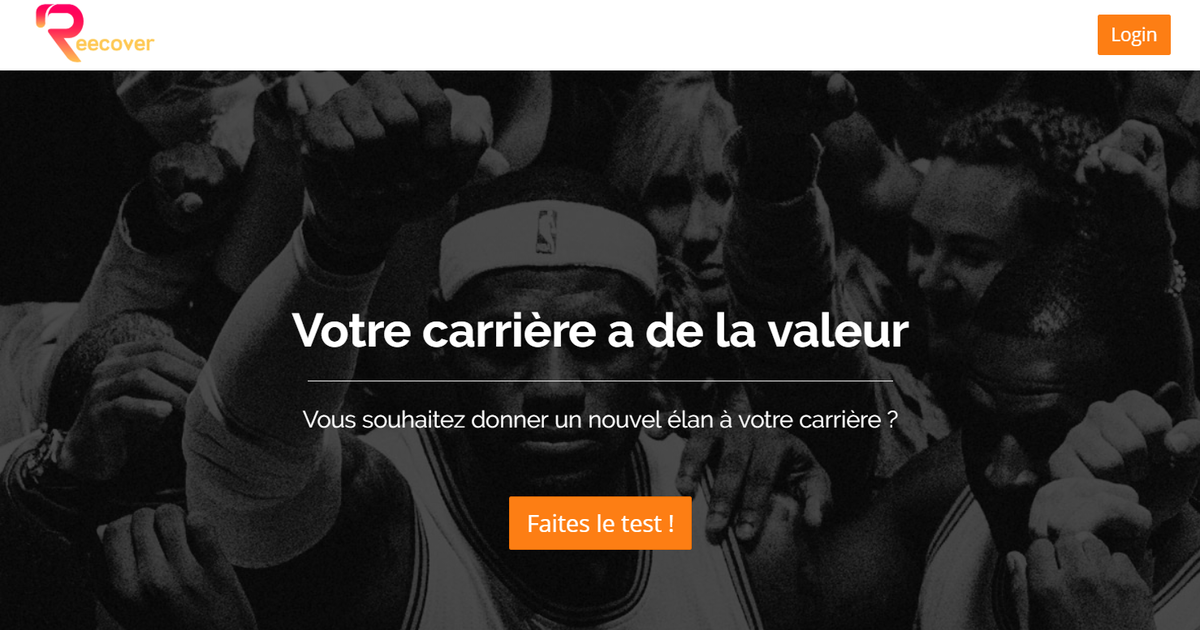 Reecover
Login
Votre carrière a de la valeur
Vous souhaitez donner un nouvel élan à votre carrière ?
Faites le test !